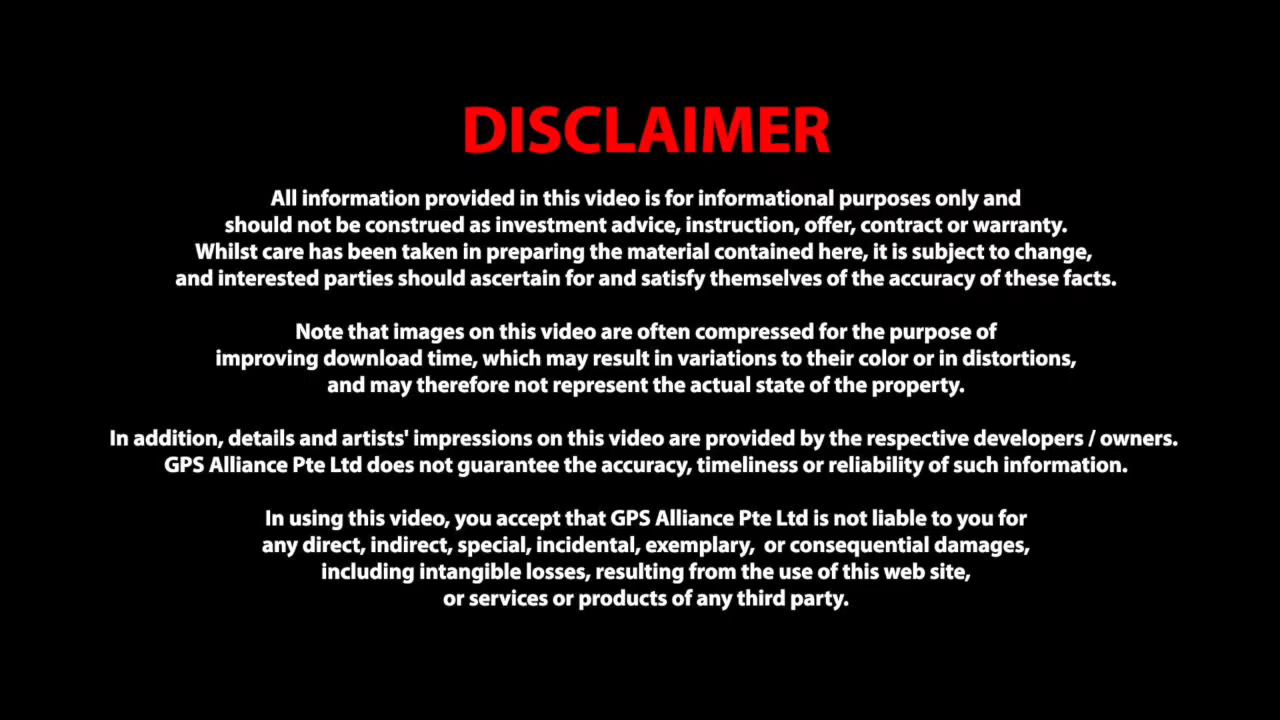 DISCLAIMER
All information provided in this video is for informational purposes only and
should not be construed as investment advice, instruction, offer, contract or warranty.
Whilst care has been taken in preparing the material contained here, it is subject to change,
and interested parties should ascertain for and satisfy themselves of the accuracy of these facts.
Note that images on this video are often compressed for the purpose of
improving download time, which may result in variations to their color or in distortions,
and may therefore not represent the actual state of the property.
In addition, details and artists' impressions on this video are provided by the respective developers / owners.
GPS Alliance Pte Ltd does not guarantee the accuracy, timeliness or reliability of such information.
In using this video, you accept that GPS Alliance Pte Ltd is not liable to you for
any direct, indirect, special, incidental, exemplary,  or consequential damages,
including intangible losses, resulting from the use of this web site,
or services or products of any third party.